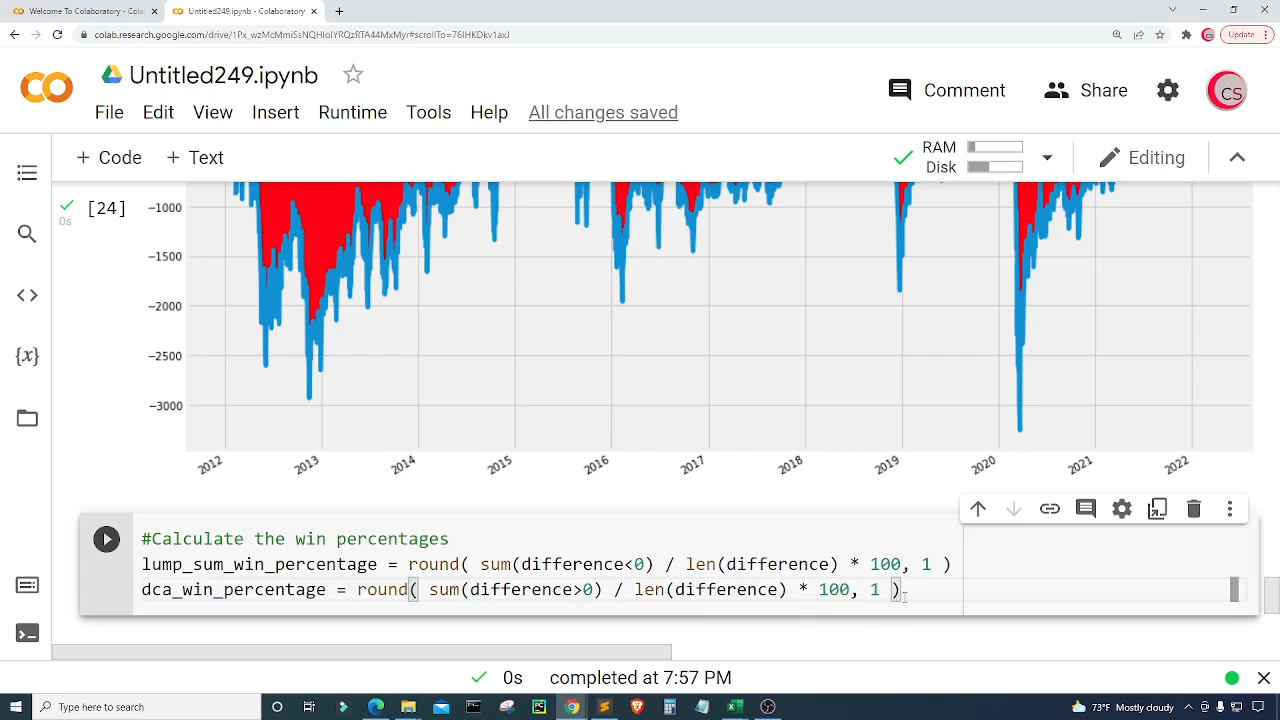 Welcome To Colaboratory - Colal
Untitled249.ipynb - Colaboratory
colab.research.google.com/drive/1Px_wzMcMmiSsNQHIoIYRQzRTA44MxMyr#scrollTo=76IHKDkv1axJ
Update
Untitled249.ipynb
CO
File Edit View Insert Runtime Tools Help All changes saved
Comment
Share
CS
+ Code + Text
RAM
Disk
Editing
[24]
0s
−1000
−1500
−2000
−2500
−3000
2012 2013 2014 2015 2016 2017 2018 2019 2020 2021 2022
{x}
#Calculate the win percentages
lump_sum_win_percentage = round( sum(difference<0) / len(difference) * 100, 1 )
dca_win_percentage = round( sum(difference>0) / len(difference) * 100, 1 )
0s completed at 7:57 PM
Type here to search
73°F Mostly cloudy